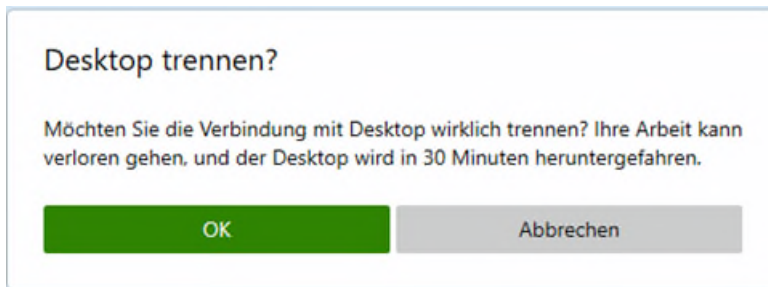 Desktop trennen?
Möchten Sie die Verbindung mit Desktop wirklich trennen? Ihre Arbeit kann
verloren gehen, und der Desktop wird in 30 Minuten heruntergefahren.
OK
Abbrechen